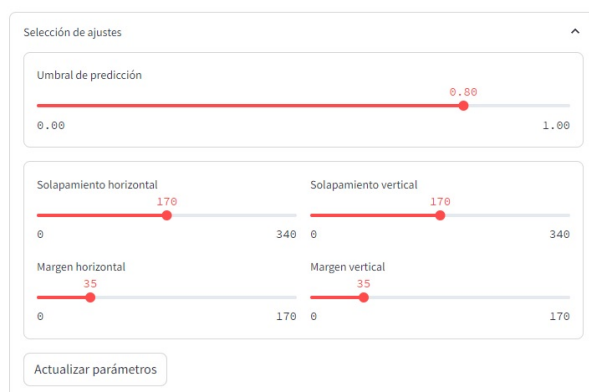 Selección de ajustes
Umbral de predicción
0.80
0.00 1.00
Solapamiento horizontal Solapamiento vertical
170 170
0 340 0 340
Margen horizontal Margen vertical
35 35
0 170 0 170
Actualizar parámetros